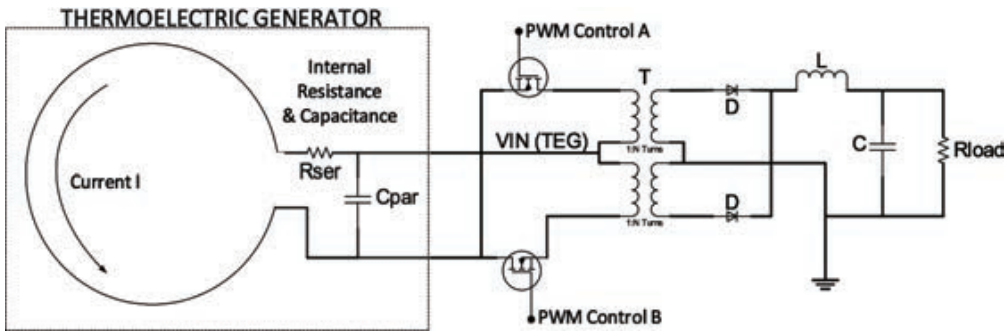 THERMOELECTRIC GENERATOR
PWM Control A
Internal
Resistance
& Capacitance
Rser
Cpar
Current I
VIN (TEG)
T
1:N Turns
1:N Turns
D
D
L
C
Rload
PWM Control B